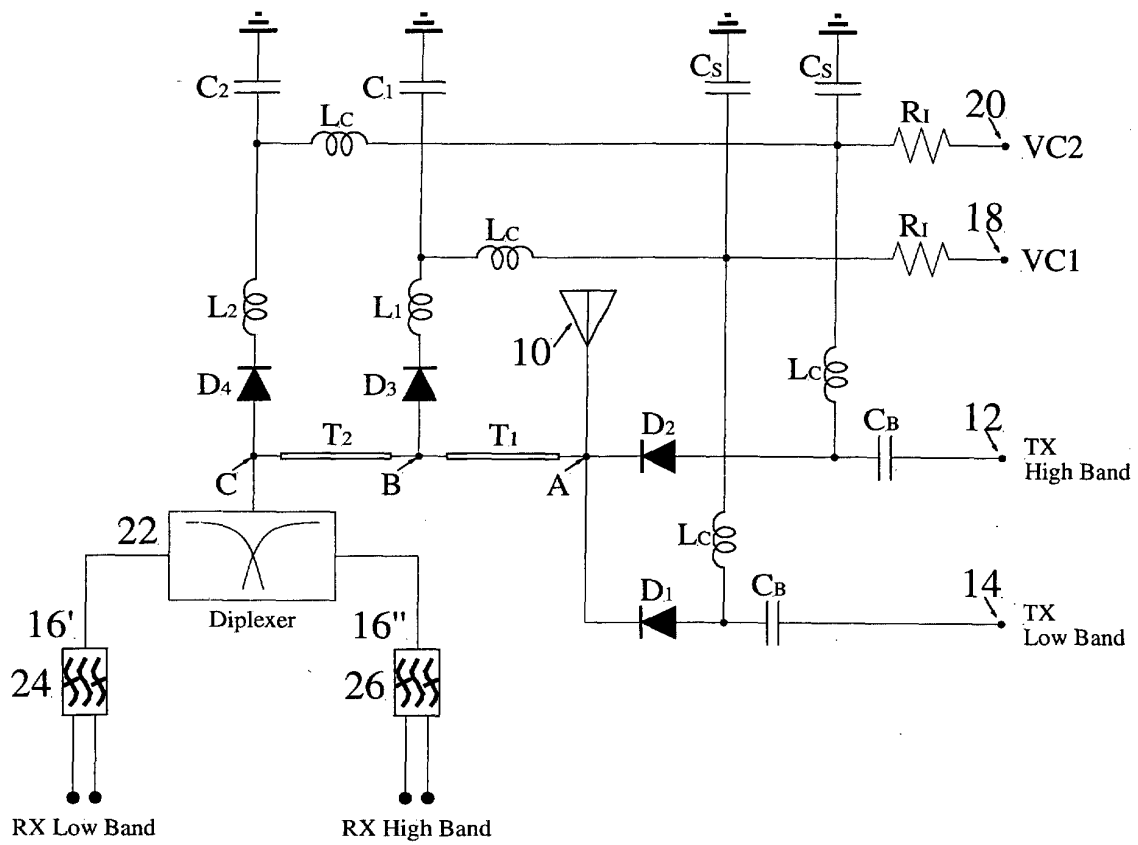 C2
C1
CS
CS
LC
RI
20
VC2
LC
RI
18
VC1
L2
L1
10
LC
D4
D3
T2
T1
D2
CB
12
TX
High Band
C
B
A
22
LC
D1
CB
14
TX
Low Band
Diplexer
16'
16"
24
26
RX Low Band
RX High Band